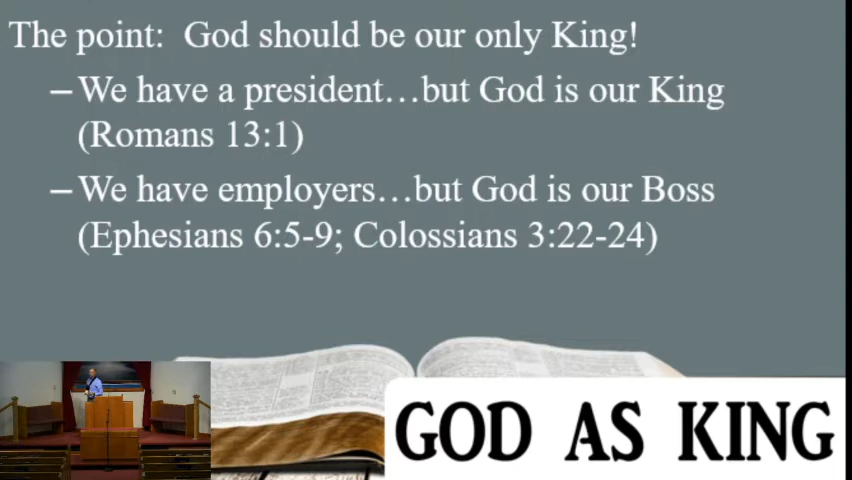 The point:  God should be our only King!
–We have a president…but God is our King
(Romans 13:1)
–We have employers…but God is our Boss
(Ephesians 6:5-9; Colossians 3:22-24)
GOD AS KING